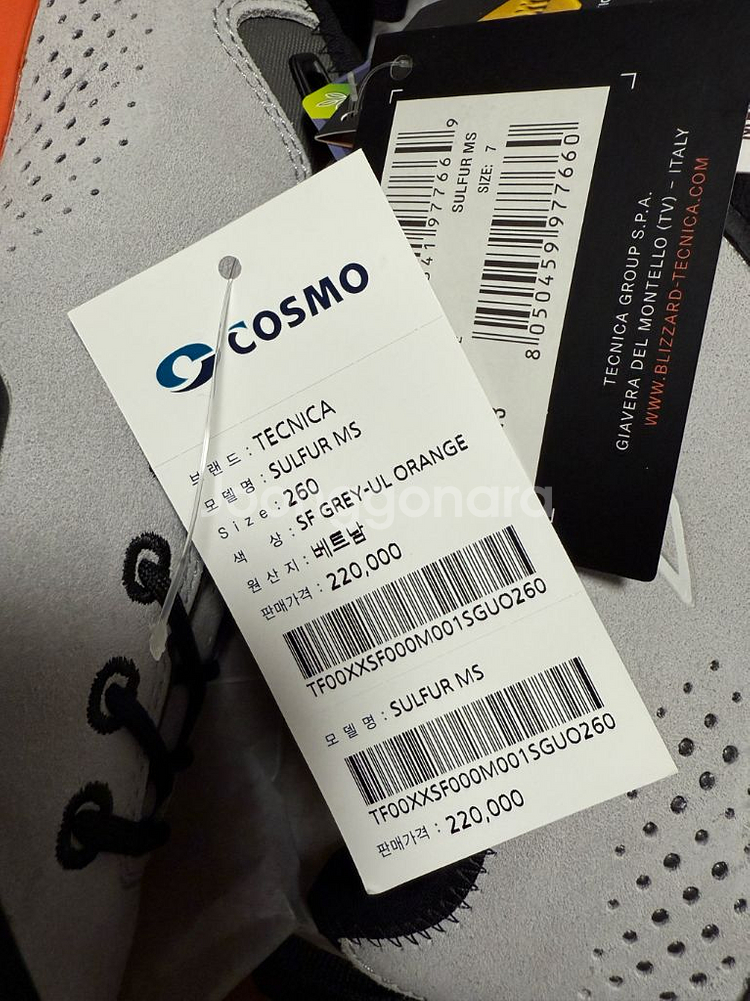 COSMO
브랜드 : TECNICA
모델명 : SULFUR MS
Size : 260
색 상 : SF GREY-UL ORANGE
원산지 : 베트남
판매가격 : 220,000
TF00XXSF000M001SGUO260
모델명 : SULFUR MS
TF00XXSF000M001SGUO260
판매가격 : 220,000
SULFUR MS
SIZE: 7
8 050459 977660
TECNICA GROUP S.P.A.
GIAVERA DEL MONTELLO (TV) – ITALY
WWW.BLIZZARD-TECNICA.COM